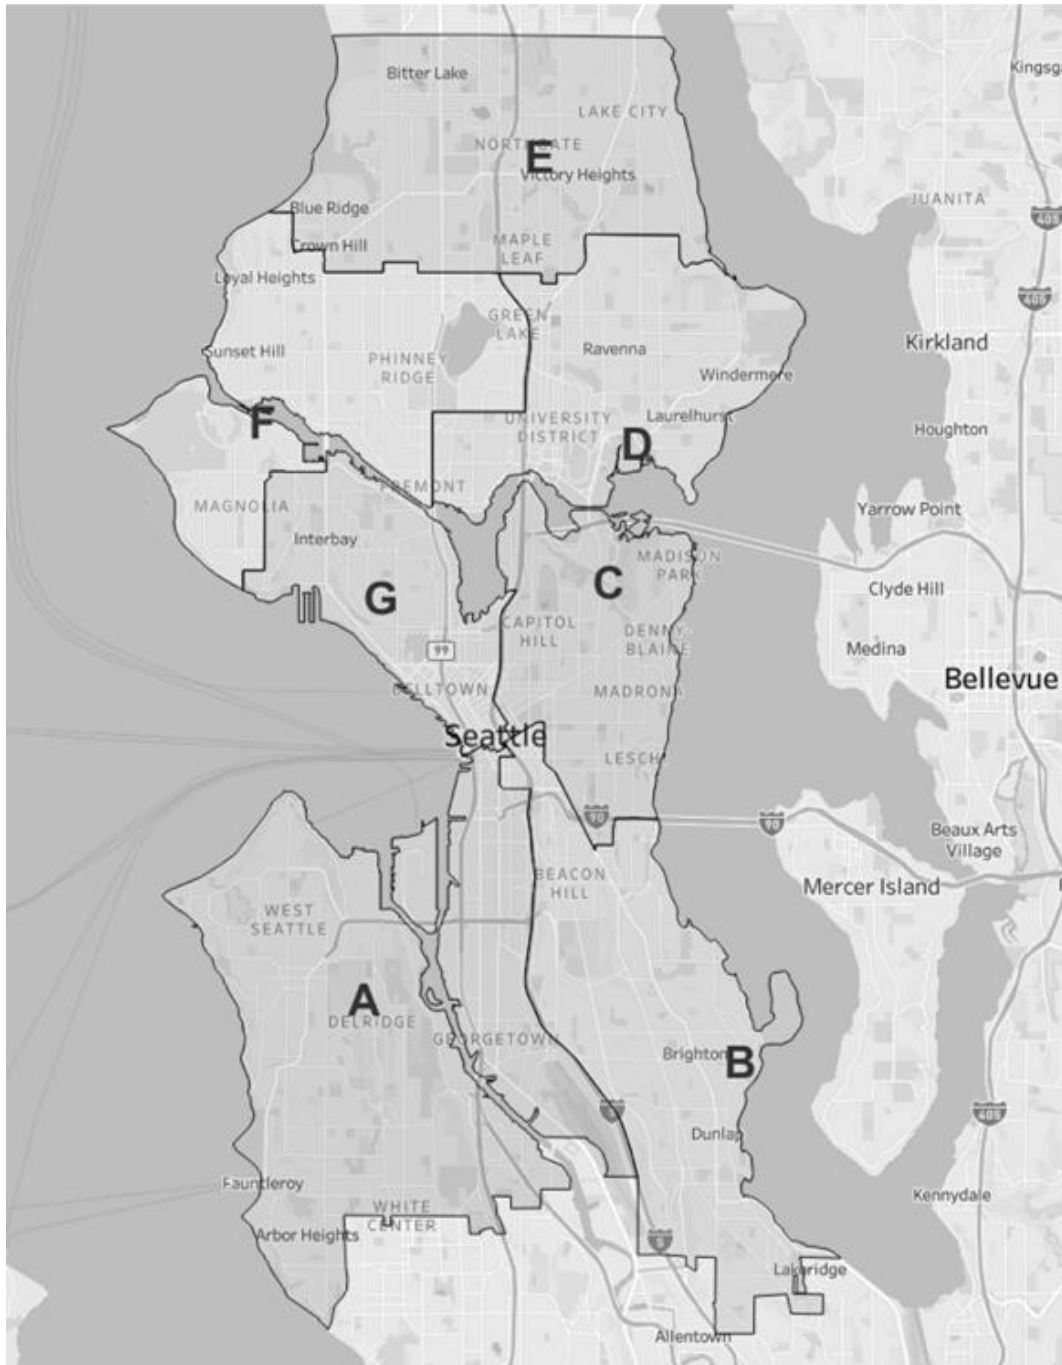 Kingsg
Bitter Lake
LAKE CITY
NORTHGATE
E
Victory Heights
JUANITA
405
Blue Ridge
Crown Hill
MAPLE
LEAF
Loyal Heights
405
GREEN
LAKE
Kirkland
Sunset Hill
PHINNEY
RIDGE
Ravenna
Windermere
Laurelhurst
F
UNIVERSITY
DISTRICT
D
Houghton
FREMONT
MAGNOLIA
Yarrow Point
Interbay
MADISON
PARK
G
C
Clyde Hill
CAPITOL
HILL
DENNY-
BLAINE
99
Medina
Bellevue
BELLTOWN
MADRONA
Seattle
LESCH
90
90
Beaux Arts
Village
BEACON
HILL
Mercer Island
WEST
SEATTLE
A
DELRIDGE
GEORGETOWN
Brighton
B
5
405
Dunlap
Fauntleroy
Kennydale
WHITE
CENTER
Arbor Heights
5
Lakeridge
Allentown